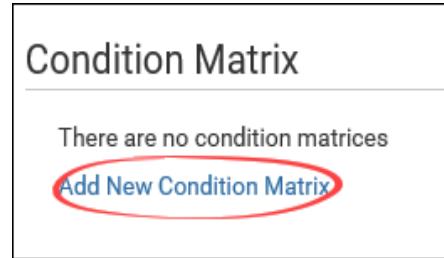 Condition Matrix
There are no condition matrices
Add New Condition Matrix